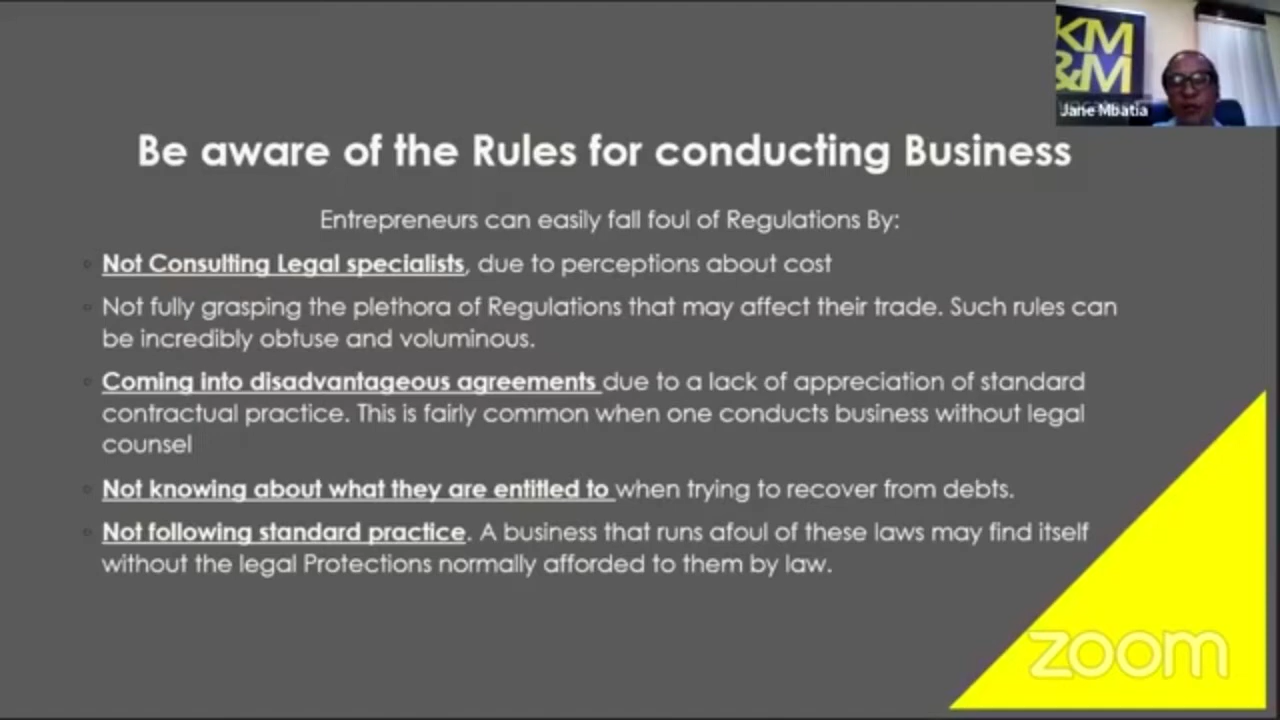 KM
&M
Jane Mbatia
Be aware of the Rules for conducting Business
Entrepreneurs can easily fall foul of Regulations By:
Not Consulting Legal specialists, due to perceptions about cost
Not fully grasping the plethora of Regulations that may affect their trade. Such rules can
be incredibly obtuse and voluminous.
Coming into disadvantageous agreements due to a lack of appreciation of standard
contractual practice. This is fairly common when one conducts business without legal
counsel
Not knowing about what they are entitled to when trying to recover from debts.
Not following standard practice. A business that runs afoul of these laws may find itself
without the legal Protections normally afforded to them by law.
zoom